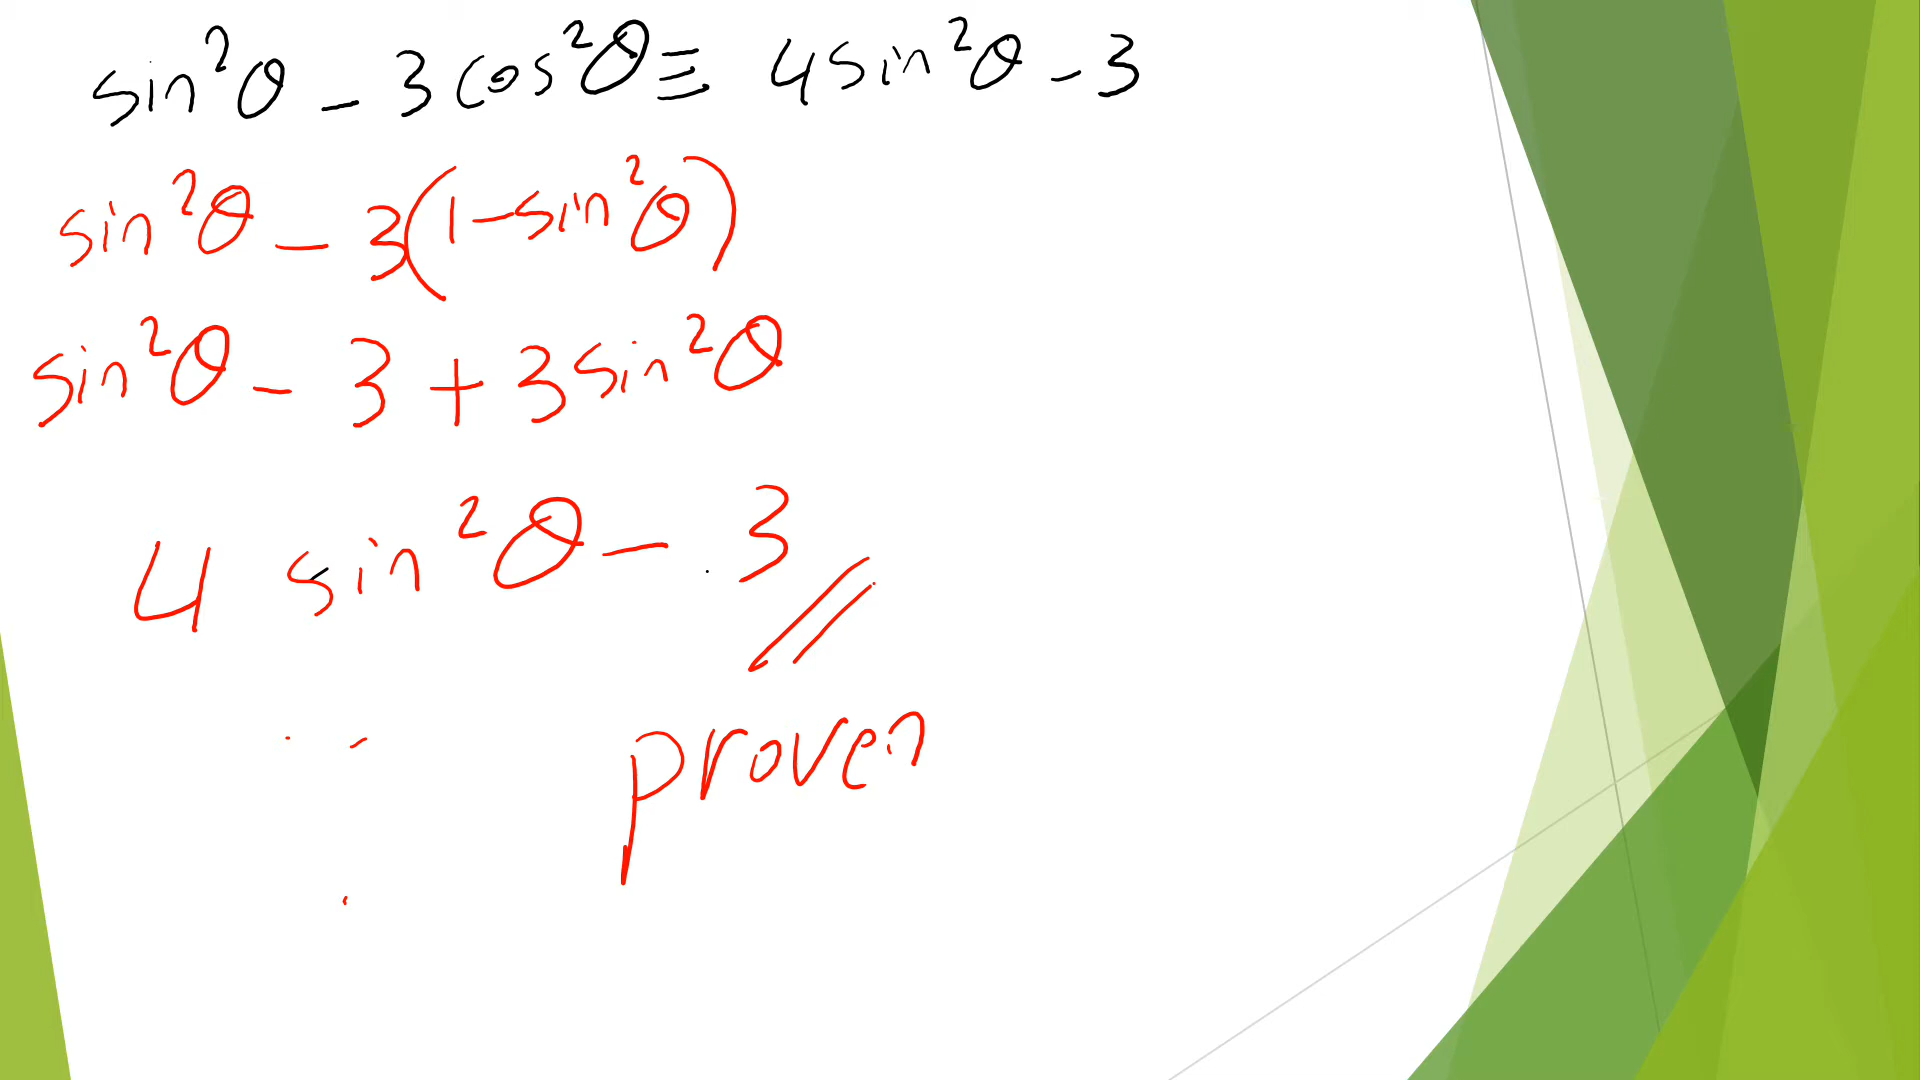 sin²θ - 3cos²θ ≡ 4sin²θ - 3
sin²θ - 3(1-sin²θ)
sin²θ - 3 + 3sin²θ
4 sin²θ - 3
proven